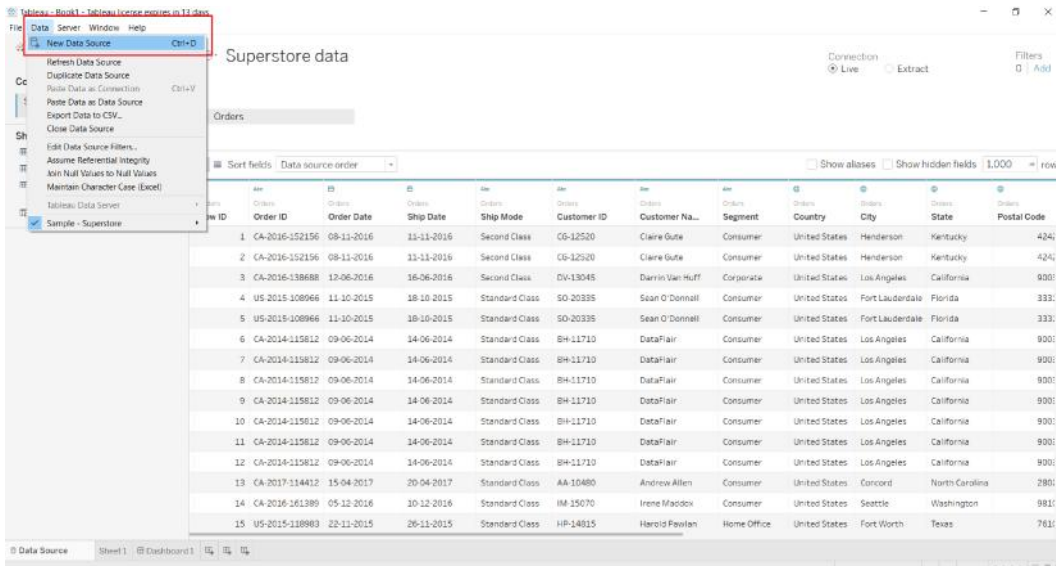 Tableau - Book1 - Tableau license expires in 13 days
File Data Server Window Help
New Data Source Ctrl+D
Refresh Data Source
Duplicate Data Source
Paste Data as Connection Ctrl+V
Paste Data as Data Source
Export Data to CSV...
Close Data Source
Edit Data Source Filters...
Assume Referential Integrity
Join Null Values to Null Values
Maintain Character Case (Excel)
Tableau Data Server
Sample - Superstore
Superstore data
Connection
Live Extract
Filters
0 Add
Orders
Sort fields Data source order
Show aliases Show hidden fields 1,000 row
Abc Abc Abc Abc Abc
Orders Orders Orders Orders Orders Orders Orders Orders Orders Orders Orders
Order ID Order Date Ship Date Ship Mode Customer ID Customer Na... Segment Country City State Postal Code
1 CA-2016-152156 08-11-2016 11-11-2016 Second Class CG-12520 Claire Gute Consumer United States Henderson Kentucky
2 CA-2016-152156 08-11-2016 11-11-2016 Second Class CG-12520 Claire Gute Consumer United States Henderson Kentucky
3 CA-2016-138688 12-06-2016 16-06-2016 Second Class DV-13045 Darrin Van Huff Corporate United States Los Angeles California
4 US-2015-108966 11-10-2015 18-10-2015 Standard Class SO-20335 Sean O'Donnell Consumer United States Fort Lauderdale Florida
5 US-2015-108966 11-10-2015 18-10-2015 Standard Class SO-20335 Sean O'Donnell Consumer United States Fort Lauderdale Florida
6 CA-2014-115812 09-06-2014 14-06-2014 Standard Class BH-11710 DataFlair Consumer United States Los Angeles California
7 CA-2014-115812 09-06-2014 14-06-2014 Standard Class BH-11710 DataFlair Consumer United States Los Angeles California
8 CA-2014-115812 09-06-2014 14-06-2014 Standard Class BH-11710 DataFlair Consumer United States Los Angeles California
9 CA-2014-115812 09-06-2014 14-06-2014 Standard Class BH-11710 DataFlair Consumer United States Los Angeles California
10 CA-2014-115812 09-06-2014 14-06-2014 Standard Class BH-11710 DataFlair Consumer United States Los Angeles California
11 CA-2014-115812 09-06-2014 14-06-2014 Standard Class BH-11710 DataFlair Consumer United States Los Angeles California
12 CA-2014-115812 09-06-2014 14-06-2014 Standard Class BH-11710 DataFlair Consumer United States Los Angeles California
13 CA-2017-114412 15-04-2017 20-04-2017 Standard Class AA-10480 Andrew Allen Consumer United States Concord North Carolina
14 CA-2016-161389 05-12-2016 10-12-2016 Standard Class IM-15070 Irene Maddox Consumer United States Seattle Washington
15 US-2015-118983 22-11-2015 26-11-2015 Standard Class HP-14815 Harold Pawlan Home Office United States Fort Worth Texas
Data Source Sheet 1 Dashboard 1